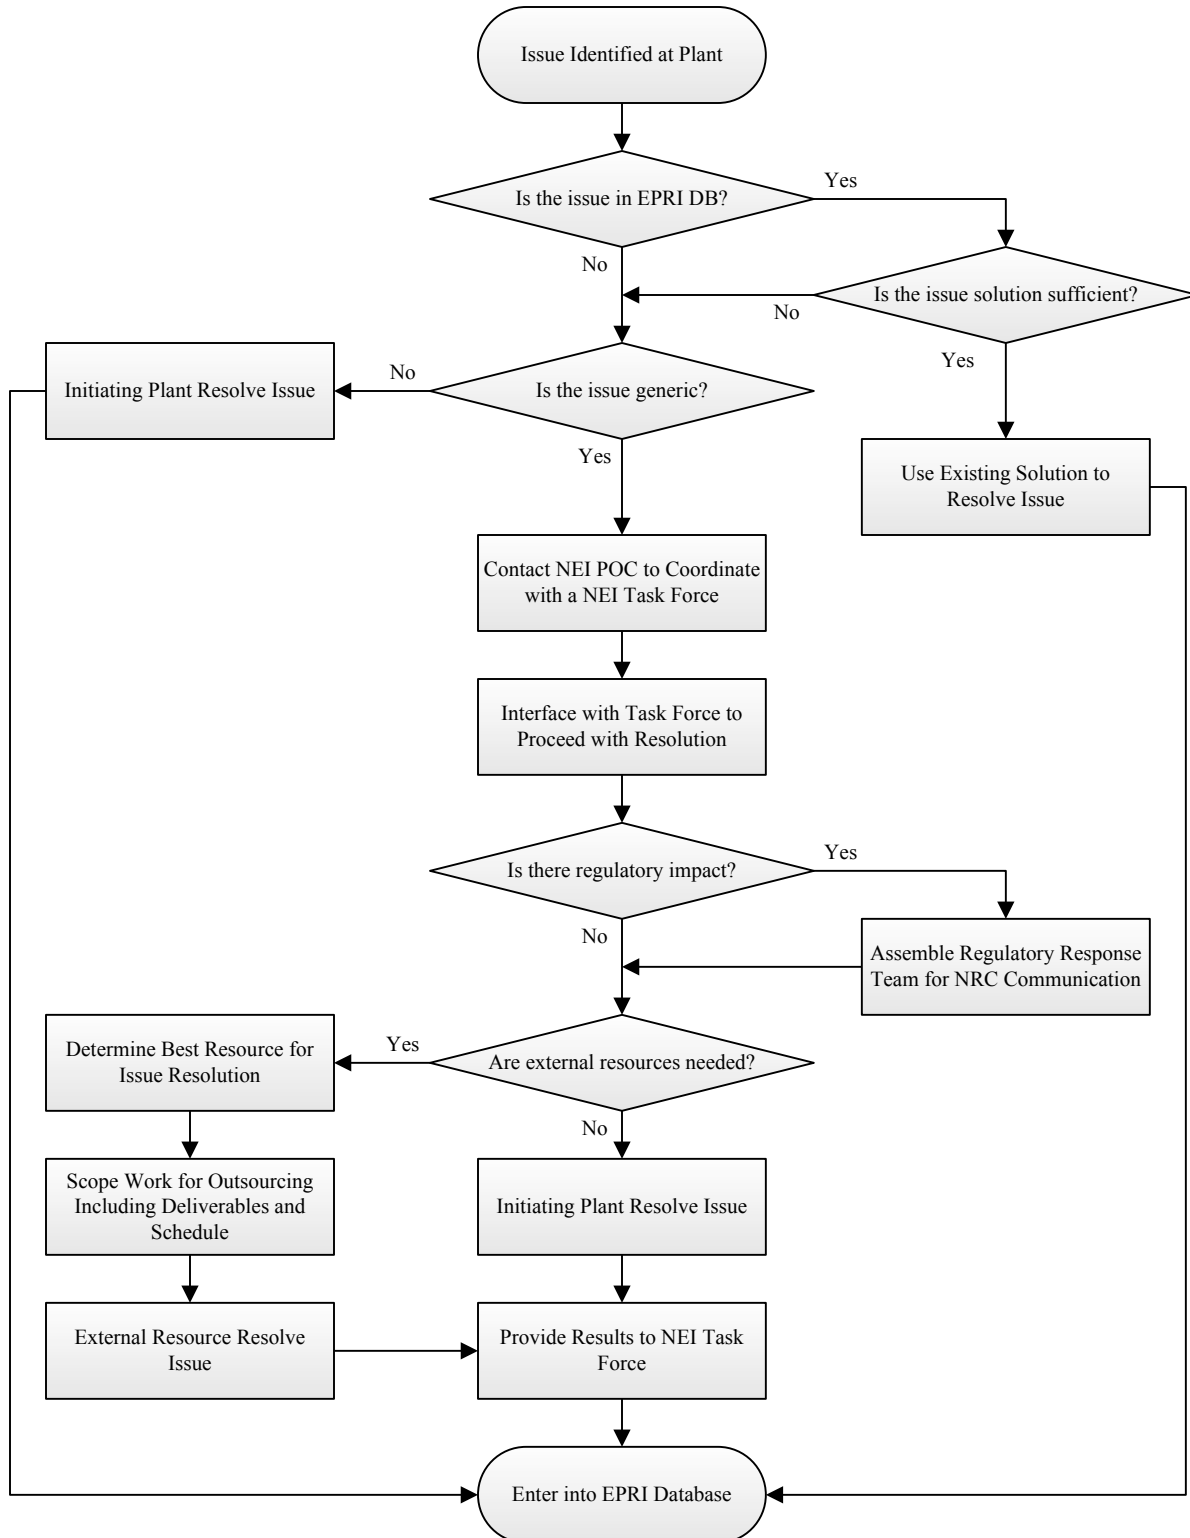 Issue Identified at Plant
Is the issue in EPRI DB?
Yes
No
Is the issue solution sufficient?
No
Yes
Initiating Plant Resolve Issue
No
Is the issue generic?
Yes
Use Existing Solution to
Resolve Issue
Contact NEI POC to Coordinate
with a NEI Task Force
Interface with Task Force to
Proceed with Resolution
Is there regulatory impact?
Yes
No
Assemble Regulatory Response
Team for NRC Communication
Determine Best Resource for
Issue Resolution
Yes
Are external resources needed?
No
Scope Work for Outsourcing
Including Deliverables and
Schedule
Initiating Plant Resolve Issue
External Resource Resolve
Issue
Provide Results to NEI Task
Force
Enter into EPRI Database